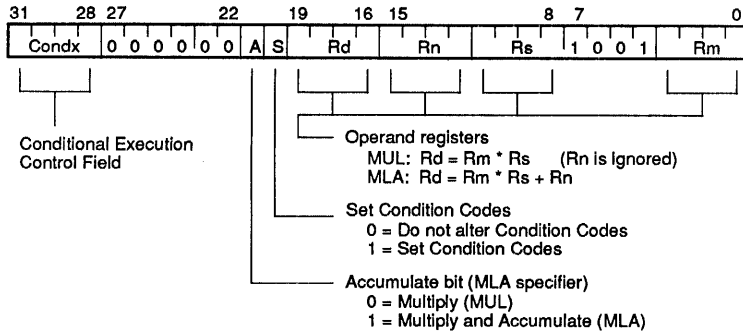 31 28 27 22 19 16 15 8 7 0
Condx 0 0 0 0 0 0 A S Rd Rn Rs 1 0 0 1 Rm
Conditional Execution
Control Field
Operand registers
MUL: Rd = Rm * Rs (Rn is Ignored)
MLA: Rd = Rm * Rs + Rn
Set Condition Codes
0 = Do not alter Condition Codes
1 = Set Condition Codes
Accumulate bit (MLA specifier)
0 = Multiply (MUL)
1 = Multiply and Accumulate (MLA)